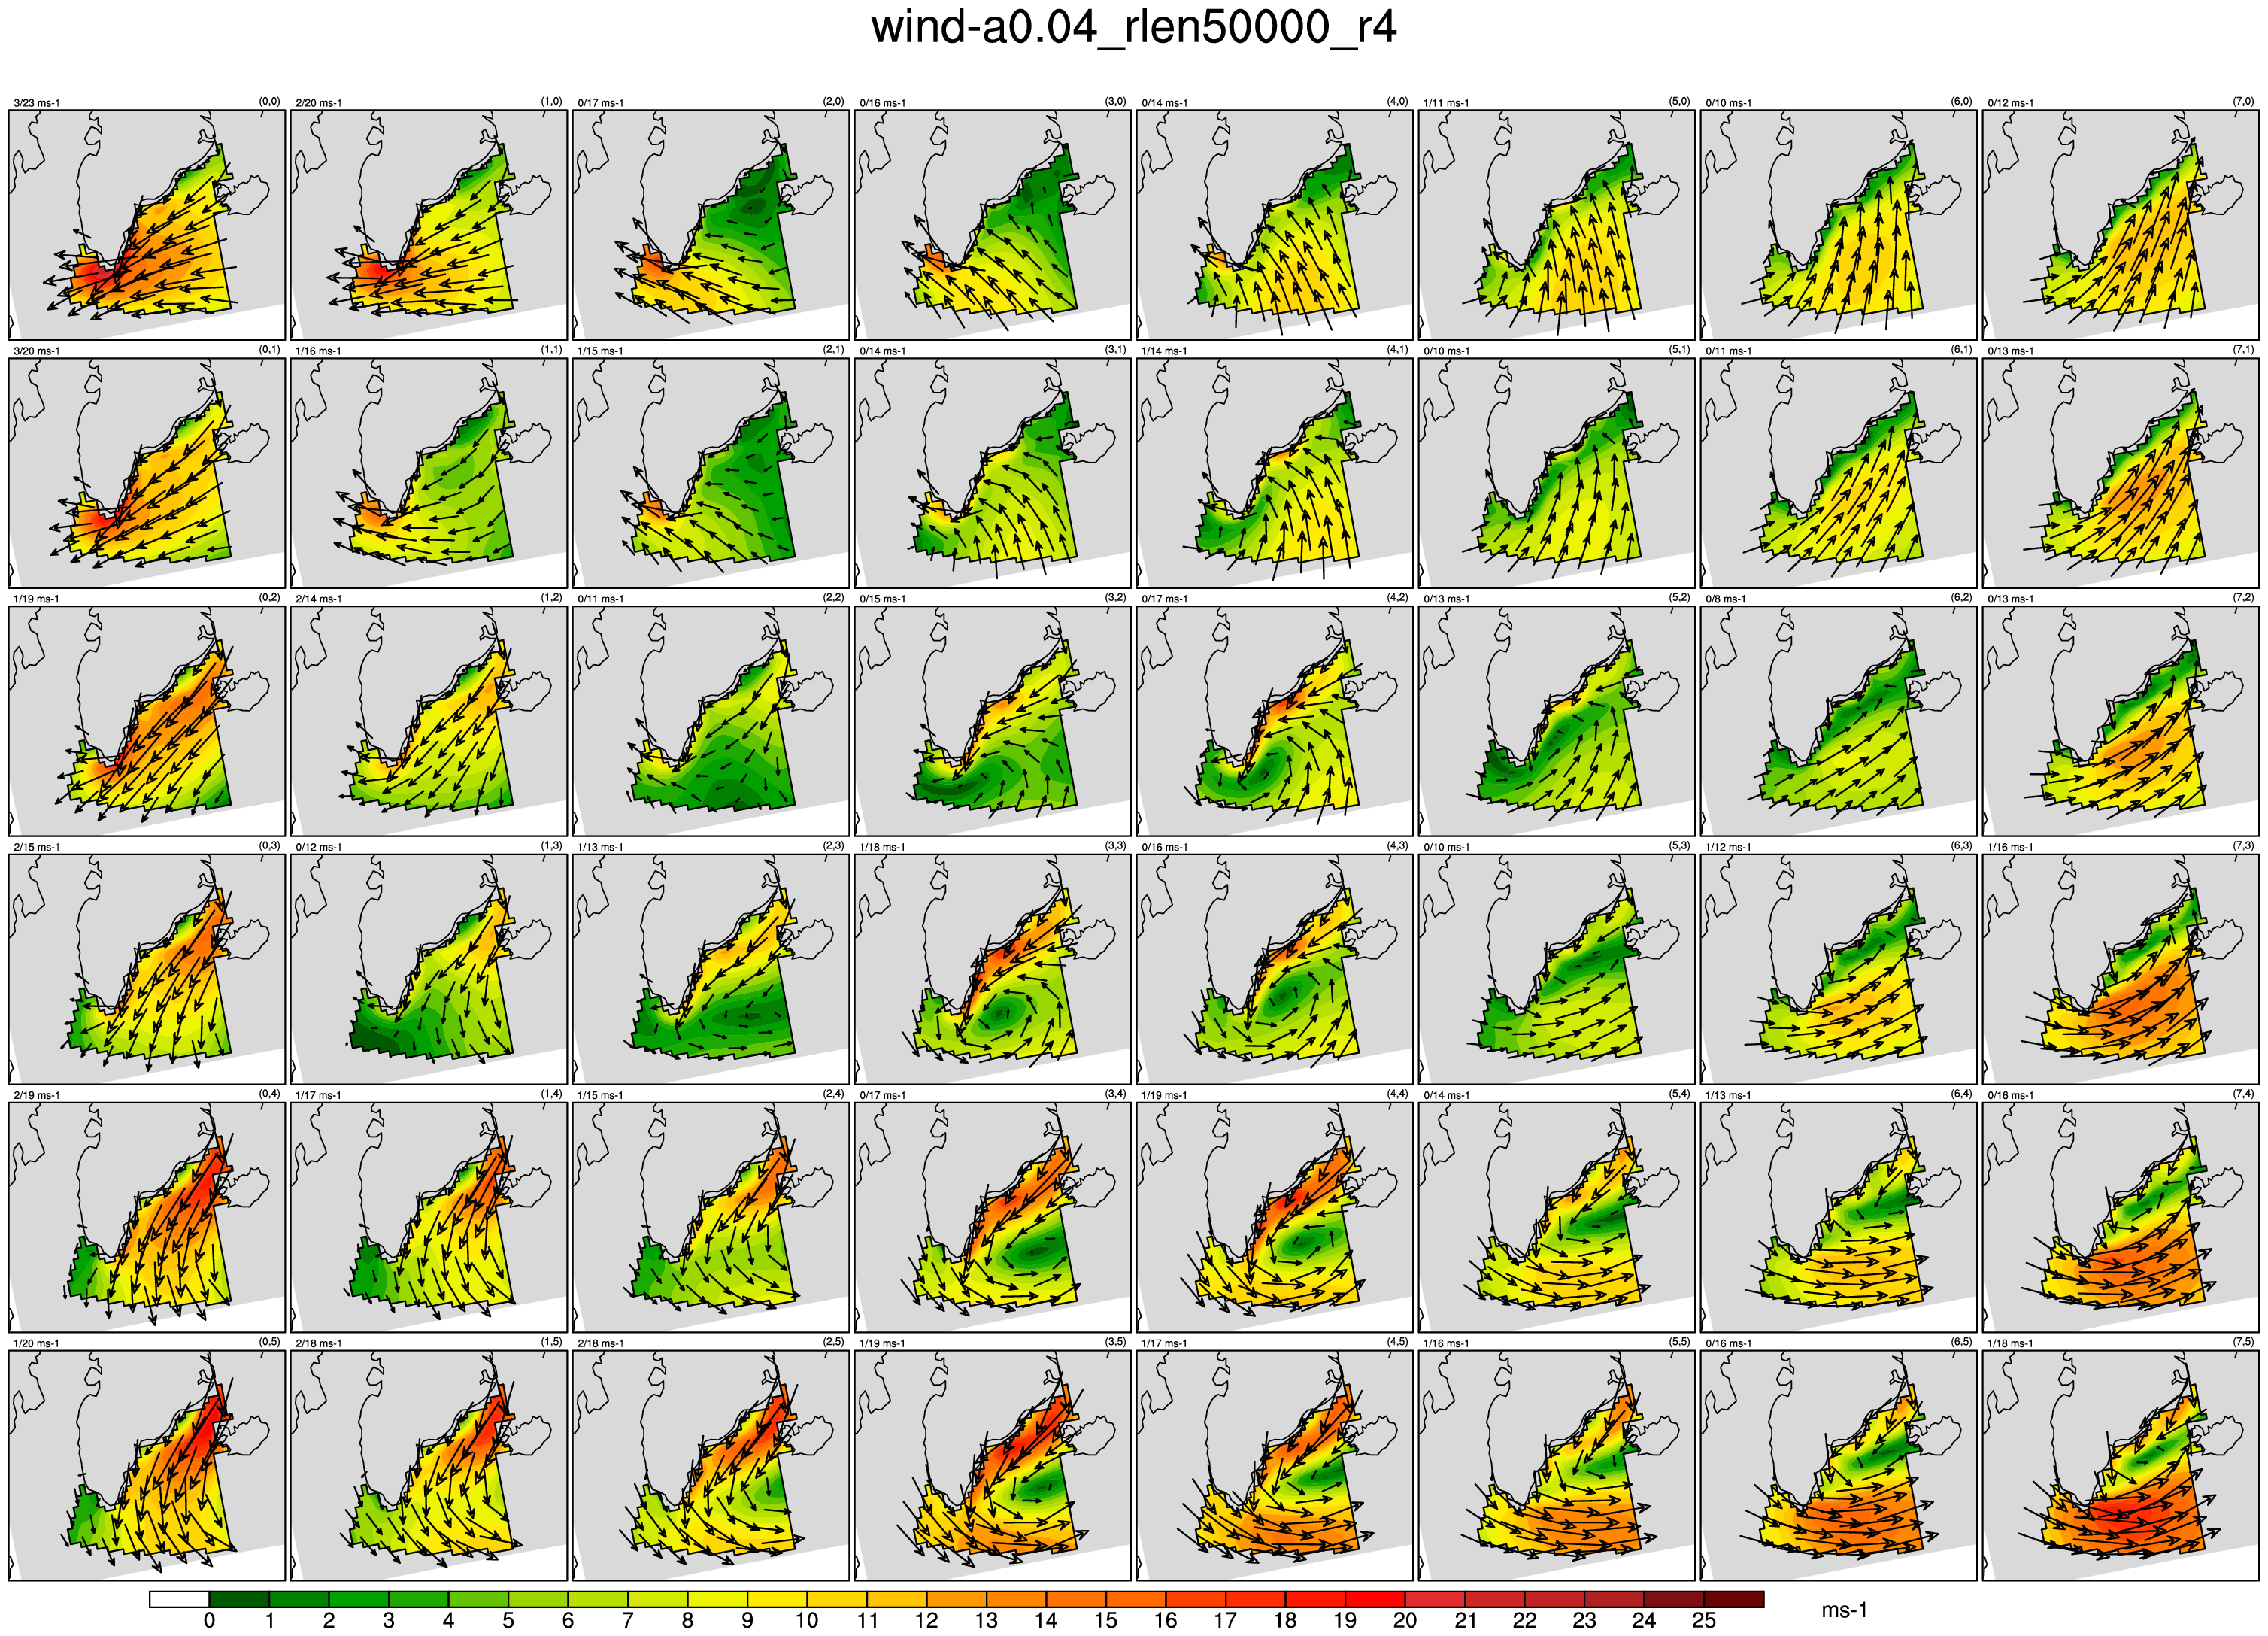 wind-a0.04_rlen50000_r4
3/23 ms-1 (0,0) 2/20 ms-1 (1,0) 0/17 ms-1 (2,0) 0/16 ms-1 (3,0) 0/14 ms-1 (4,0) 1/11 ms-1 (5,0) 0/10 ms-1 (6,0) 0/12 ms-1 (7,0)
3/20 ms-1 (0,1) 1/16 ms-1 (1,1) 1/15 ms-1 (2,1) 0/14 ms-1 (3,1) 1/14 ms-1 (4,1) 0/10 ms-1 (5,1) 0/11 ms-1 (6,1) 0/13 ms-1 (7,1)
1/19 ms-1 (0,2) 2/14 ms-1 (1,2) 0/11 ms-1 (2,2) 0/15 ms-1 (3,2) 0/17 ms-1 (4,2) 0/13 ms-1 (5,2) 0/8 ms-1 (6,2) 0/13 ms-1 (7,2)
2/15 ms-1 (0,3) 0/12 ms-1 (1,3) 1/13 ms-1 (2,3) 1/18 ms-1 (3,3) 0/16 ms-1 (4,3) 0/10 ms-1 (5,3) 1/12 ms-1 (6,3) 1/16 ms-1 (7,3)
2/19 ms-1 (0,4) 1/17 ms-1 (1,4) 1/15 ms-1 (2,4) 0/17 ms-1 (3,4) 1/19 ms-1 (4,4) 0/14 ms-1 (5,4) 1/13 ms-1 (6,4) 0/16 ms-1 (7,4)
1/20 ms-1 (0,5) 2/18 ms-1 (1,5) 2/18 ms-1 (2,5) 1/19 ms-1 (3,5) 1/17 ms-1 (4,5) 1/16 ms-1 (5,5) 0/16 ms-1 (6,5) 1/18 ms-1 (7,5)
0 1 2 3 4 5 6 7 8 9 10 11 12 13 14 15 16 17 18 19 20 21 22 23 24 25 ms-1